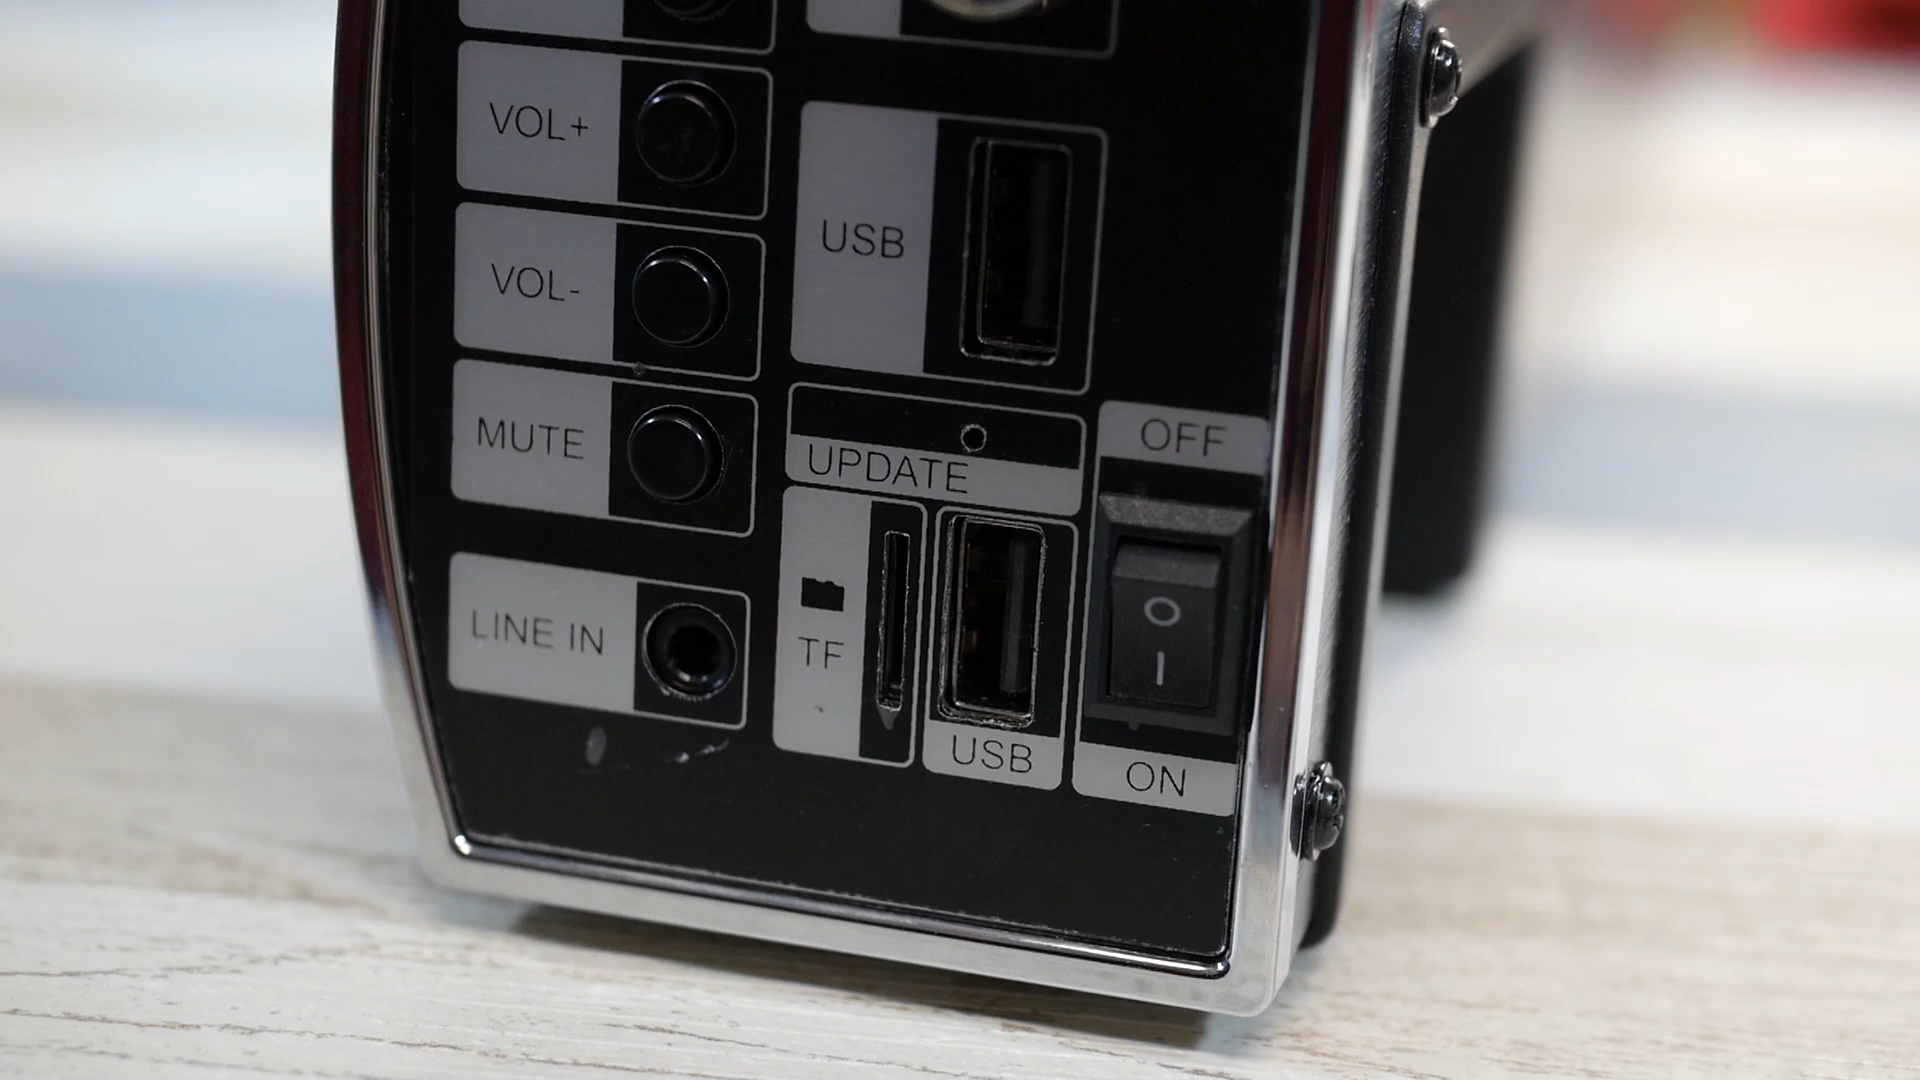 VOL+
VOL-
MUTE
LINE IN
USB
UPDATE
TF
USB
OFF
O
I
ON